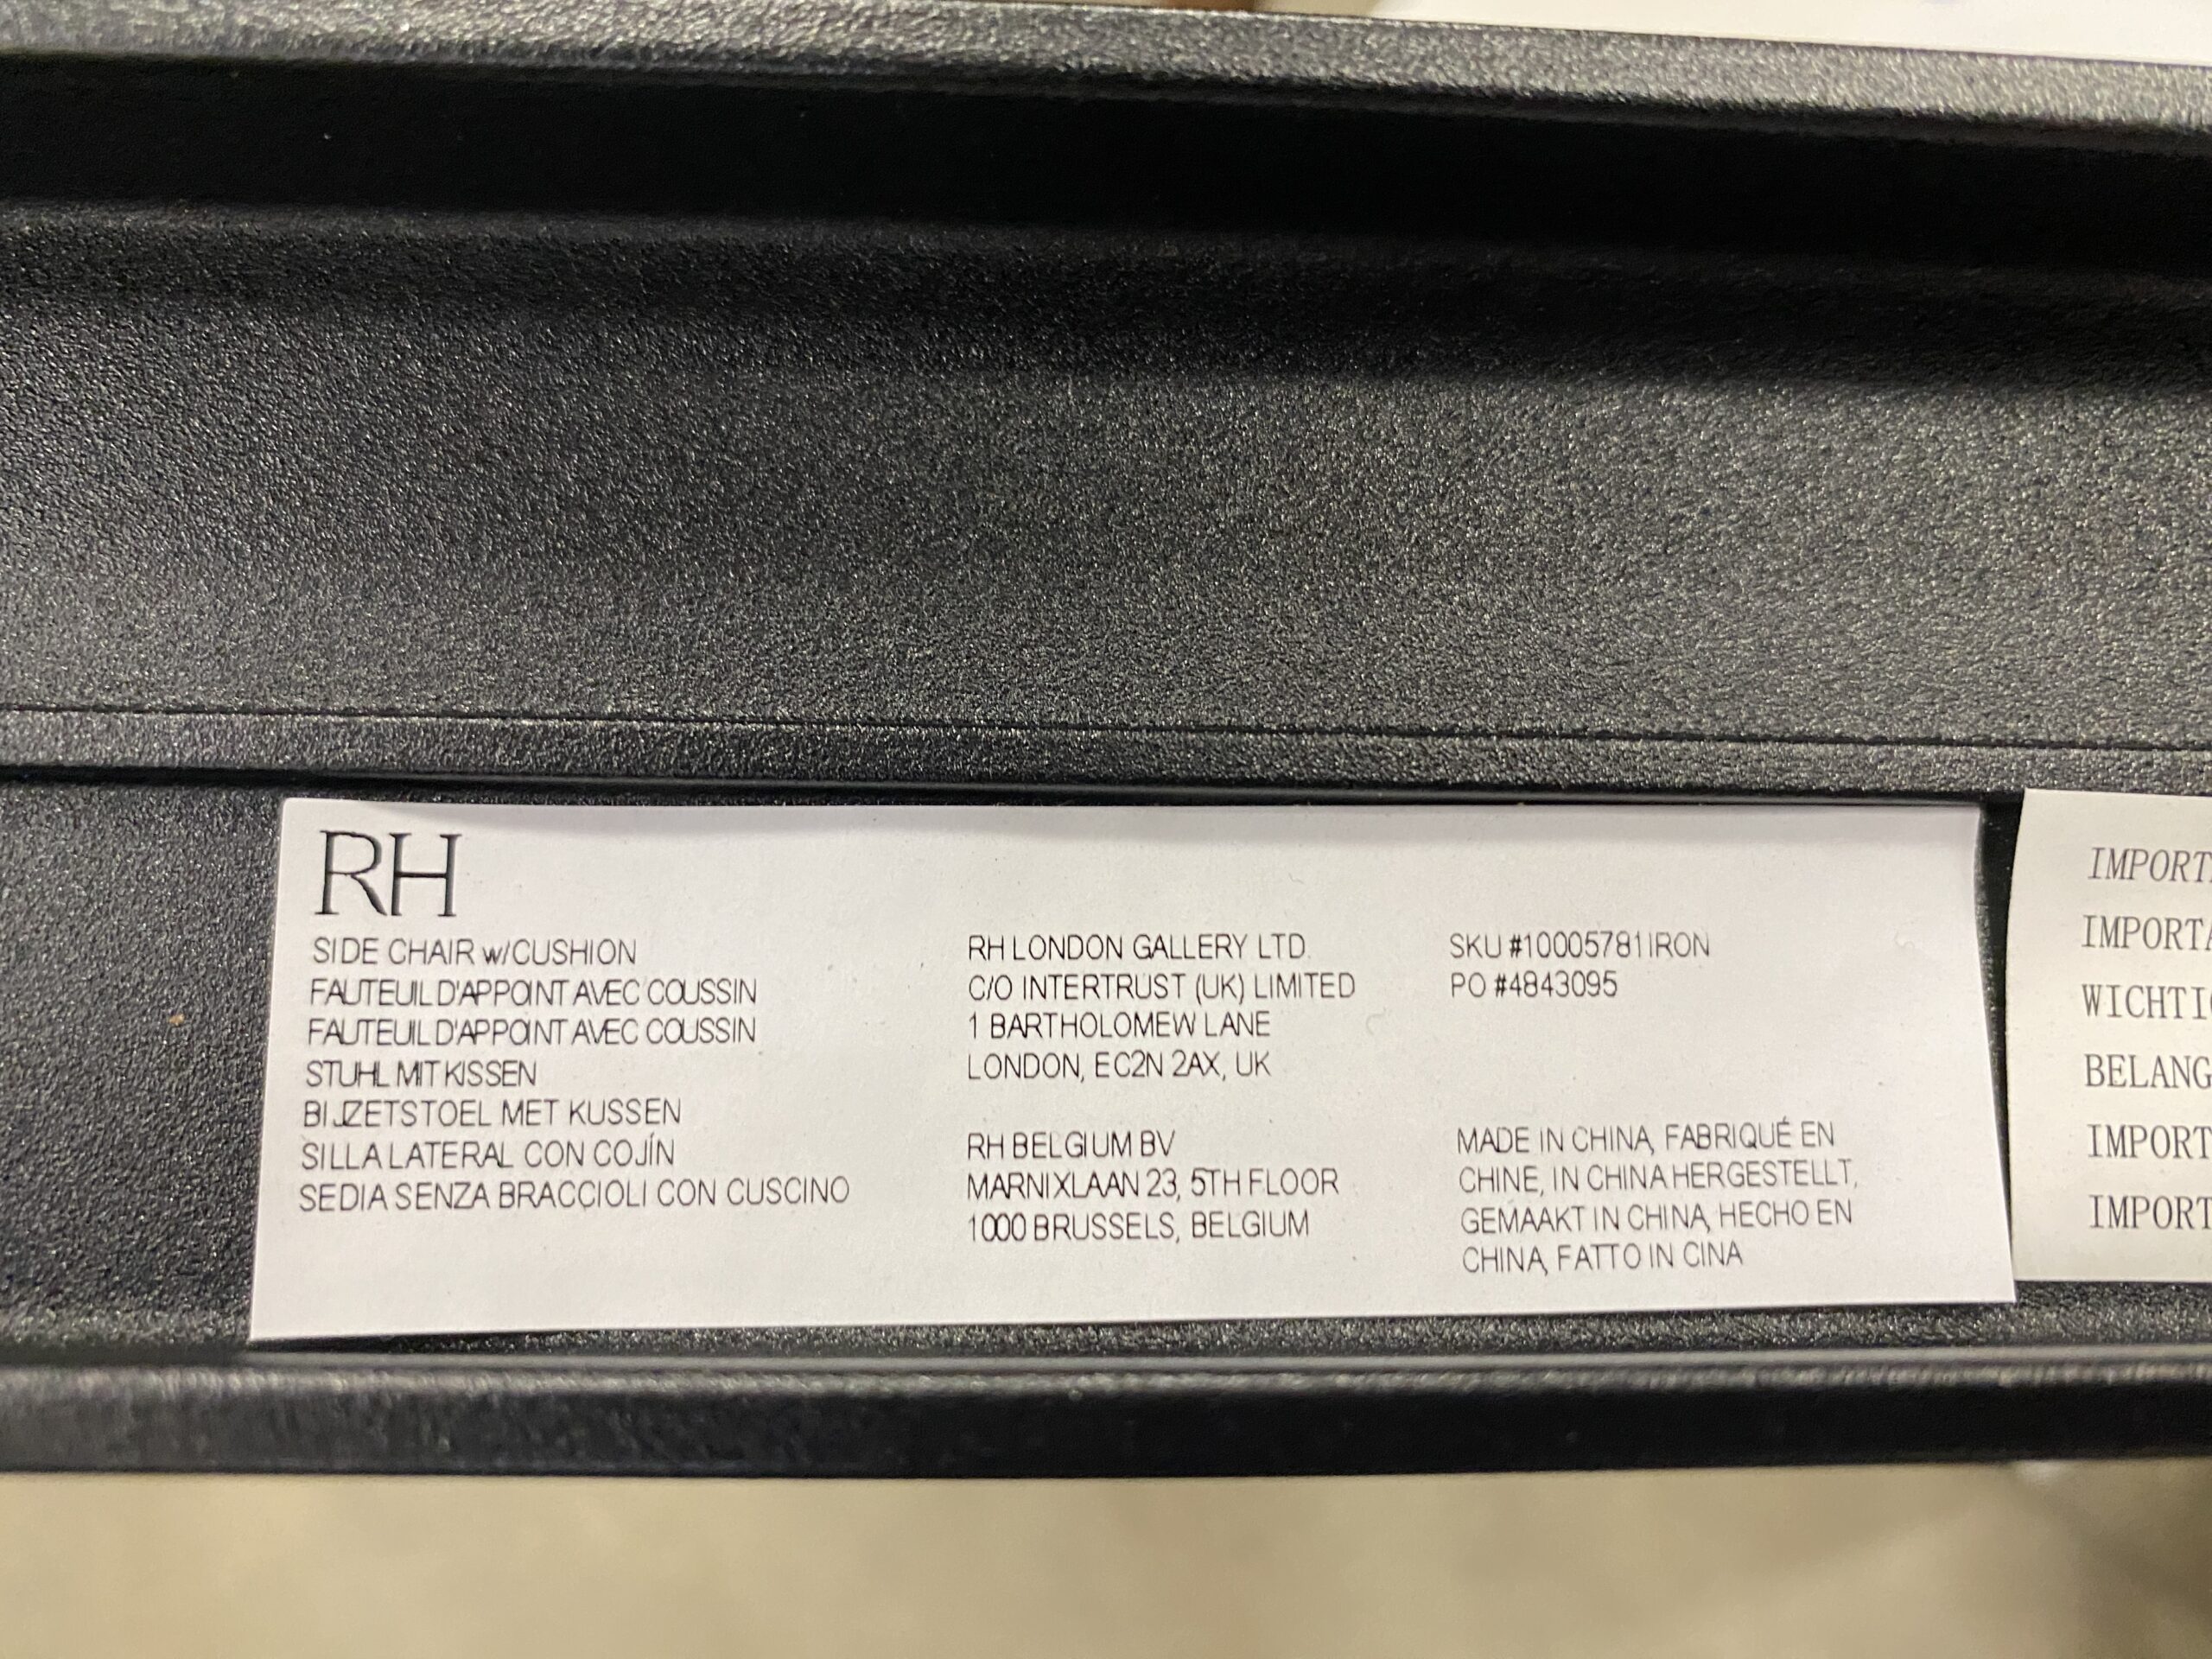 RH
SIDE CHAIR w/CUSHION
FAUTEUIL D'APPOINT AVEC COUSSIN
FAUTEUIL D'APPOINT AVEC COUSSIN
STUHL MIT KISSEN
BIJZETSTOEL MET KUSSEN
SILLA LATERAL CON COJÍN
SEDIA SENZA BRACCIOLI CON CUSCINO
RH LONDON GALLERY LTD.
C/O INTERTRUST (UK) LIMITED
1 BARTHOLOMEW LANE
LONDON, EC2N 2AX, UK
RH BELGIUM BV
MARNIXLAAN 23, 5TH FLOOR
1000 BRUSSELS, BELGIUM
SKU #10005781 IRON
PO #4843095
MADE IN CHINA, FABRIQUÉ EN
CHINE, IN CHINA HERGESTELLT,
GEMAAKT IN CHINA, HECHO EN
CHINA, FATTO IN CINA